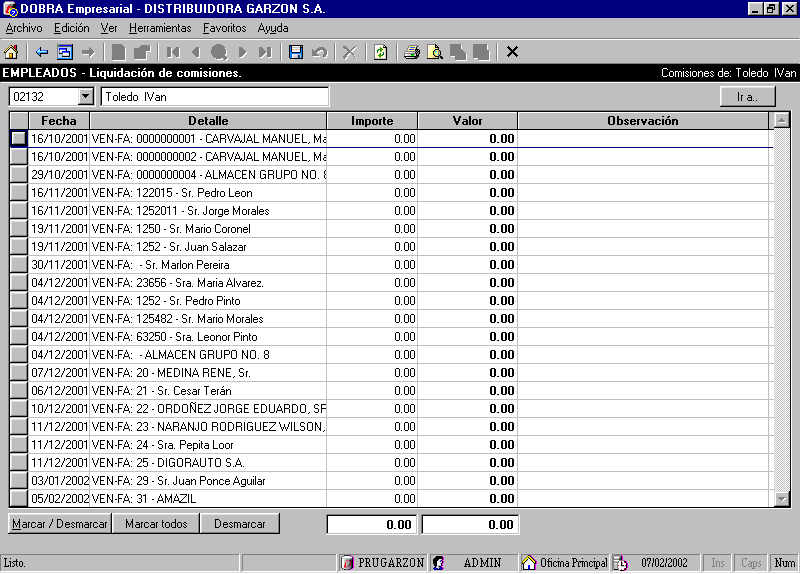 DOBRA Empresarial - DISTRIBUIDORA GARZON S.A.
Archivo Edición Ver Herramientas Favoritos Ayuda
EMPLEADOS - Liquidación de comisiones. Comisiones de: Toledo IVan
02132 Toledo IVan Ir a..
Fecha Detalle Importe Valor Observación
16/10/2001 VEN-FA: 0000000001 - CARVAJAL MANUEL, Ma 0.00 0.00
16/10/2001 VEN-FA: 0000000002 - CARVAJAL MANUEL, Ma 0.00 0.00
29/10/2001 VEN-FA: 0000000004 - ALMACEN GRUPO NO. 8 0.00 0.00
16/11/2001 VEN-FA: 122015 - Sr. Pedro Leon 0.00 0.00
16/11/2001 VEN-FA: 1252011 - Sr. Jorge Morales 0.00 0.00
19/11/2001 VEN-FA: 1250 - Sr. Mario Coronel 0.00 0.00
19/11/2001 VEN-FA: 1252 - Sr. Juan Salazar 0.00 0.00
30/11/2001 VEN-FA: - Sr. Marlon Pereira 0.00 0.00
04/12/2001 VEN-FA: 23656 - Sra. Maria Alvarez. 0.00 0.00
04/12/2001 VEN-FA: 1252 - Sr. Pedro Pinto 0.00 0.00
04/12/2001 VEN-FA: 125482 - Sr. Mario Morales 0.00 0.00
04/12/2001 VEN-FA: 63250 - Sra. Leonor Pinto 0.00 0.00
04/12/2001 VEN-FA: - ALMACEN GRUPO NO. 8 0.00 0.00
07/12/2001 VEN-FA: 20 - MEDINA RENE, Sr. 0.00 0.00
06/12/2001 VEN-FA: 21 - Sr. Cesar Terán 0.00 0.00
10/12/2001 VEN-FA: 22 - ORDOÑEZ JORGE EDUARDO, SR 0.00 0.00
11/12/2001 VEN-FA: 23 - NARANJO RODRIGUEZ WILSON, 0.00 0.00
11/12/2001 VEN-FA: 24 - Sra. Pepita Loor 0.00 0.00
11/12/2001 VEN-FA: 25 - DIGORAUTO S.A. 0.00 0.00
03/01/2002 VEN-FA: 29 - Sr. Juan Ponce Aguilar 0.00 0.00
05/02/2002 VEN-FA: 31 - AMAZIL 0.00 0.00
Marcar / Desmarcar Marcar todos Desmarcar 0.00 0.00
Listo. PRUGARZON ADMIN Oficina Principal 07/02/2002 Ins Caps Num